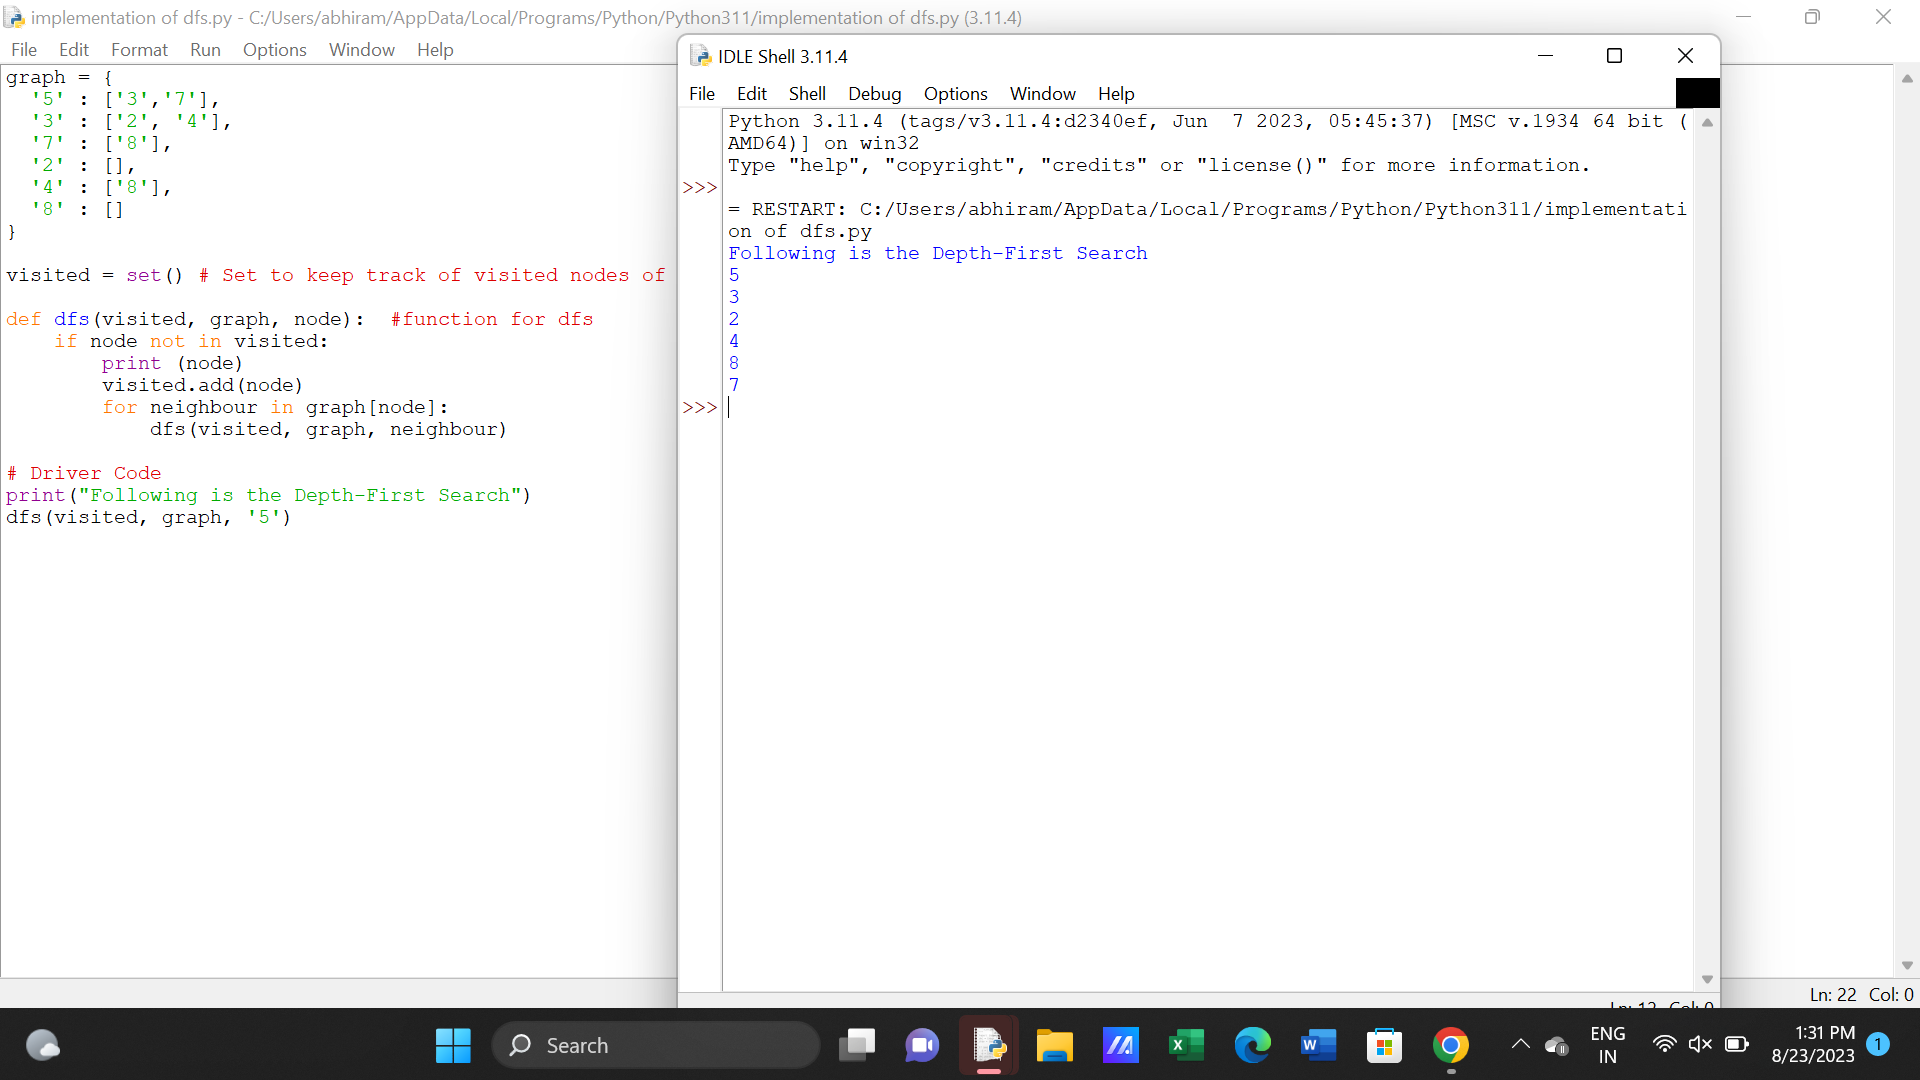 implementation of dfs.py - C:/Users/abhiram/AppData/Local/Programs/Python/Python311/implementation of dfs.py (3.11.4)
File Edit Format Run Options Window Help
graph = {
  '5' : ['3','7'],
  '3' : ['2', '4'],
  '7' : ['8'],
  '2' : [],
  '4' : ['8'],
  '8' : []
}
visited = set() # Set to keep track of visited nodes of
def dfs(visited, graph, node):  #function for dfs
    if node not in visited:
        print (node)
        visited.add(node)
        for neighbour in graph[node]:
            dfs(visited, graph, neighbour)
# Driver Code
print("Following is the Depth-First Search")
dfs(visited, graph, '5')
IDLE Shell 3.11.4
File Edit Shell Debug Options Window Help
Python 3.11.4 (tags/v3.11.4:d2340ef, Jun  7 2023, 05:45:37) [MSC v.1934 64 bit (
AMD64)] on win32
Type "help", "copyright", "credits" or "license()" for more information.
>>>
= RESTART: C:/Users/abhiram/AppData/Local/Programs/Python/Python311/implementati
on of dfs.py
Following is the Depth-First Search
5
3
2
4
8
7
>>>
Ln: 12 Col: 0
Ln: 22 Col: 0
Search
ENG
IN
1:31 PM
8/23/2023
1